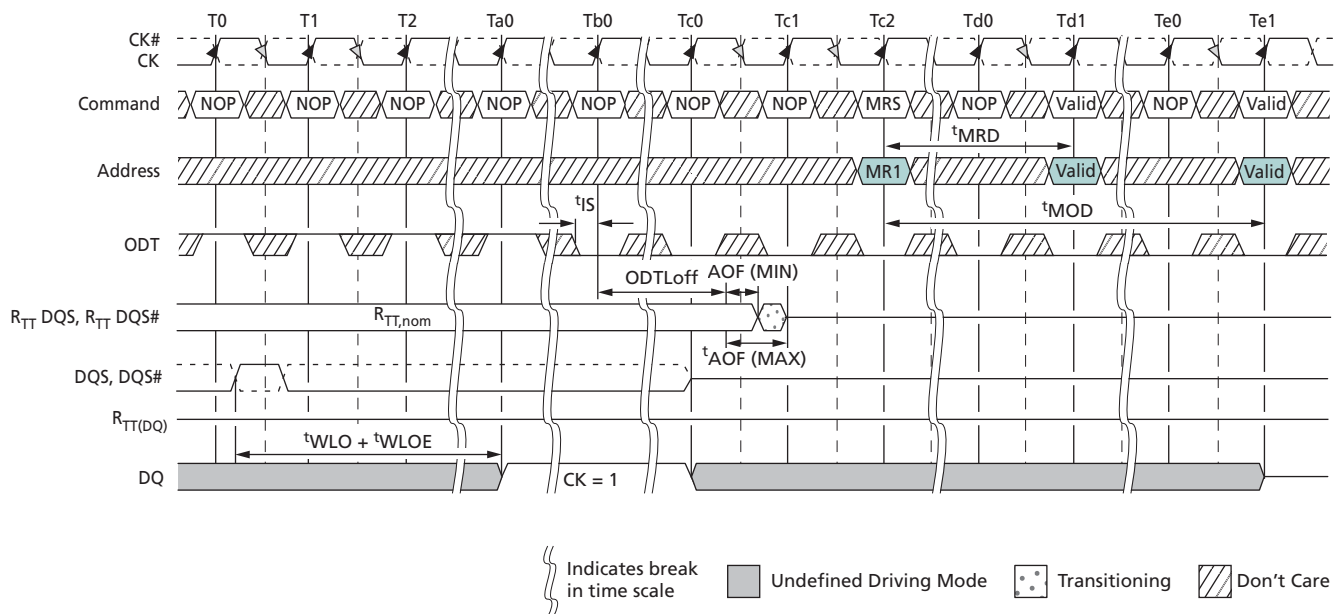 T0 T1 T2 Ta0 Tb0 Tc0 Tc1 Tc2 Td0 Td1 Te0 Te1
CK#
CK
Command NOP NOP NOP NOP NOP NOP NOP MRS NOP Valid NOP Valid
tMRD
Address MR1 Valid Valid
tIS
tMOD
ODT
ODTLoff AOF (MIN)
RTT DQS, RTT DQS# RTT,nom
tAOF (MAX)
DQS, DQS#
RTT(DQ)
tWLO + tWLOE
DQ CK = 1
Indicates break
in time scale
Undefined Driving Mode
Transitioning
Don't Care